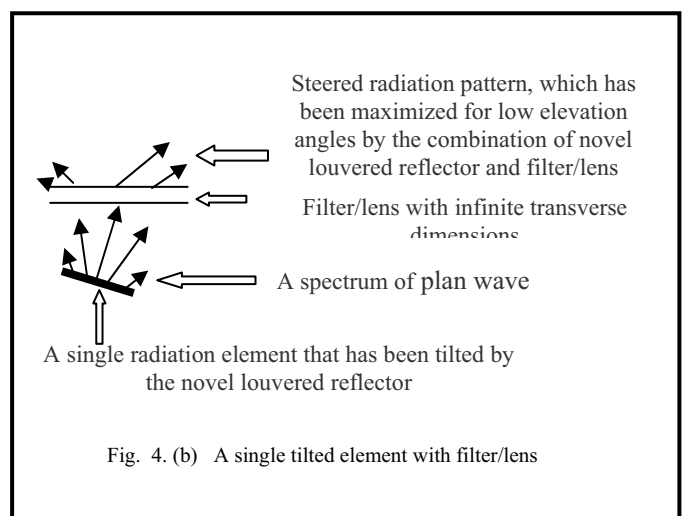 Steered radiation pattern, which has
been maximized for low elevation
angles by the combination of novel
louvered reflector and filter/lens
Filter/lens with infinite transverse
dimensions
A spectrum of plan wave
A single radiation element that has been tilted by
the novel louvered reflector
Fig. 4. (b) A single tilted element with filter/lens